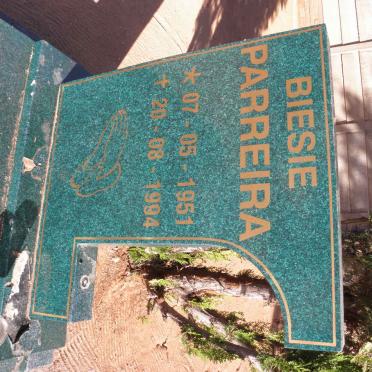 BIESIE
PARREIRA
★ 07 - 05 - 1951
✝ 20 - 08 - 1994